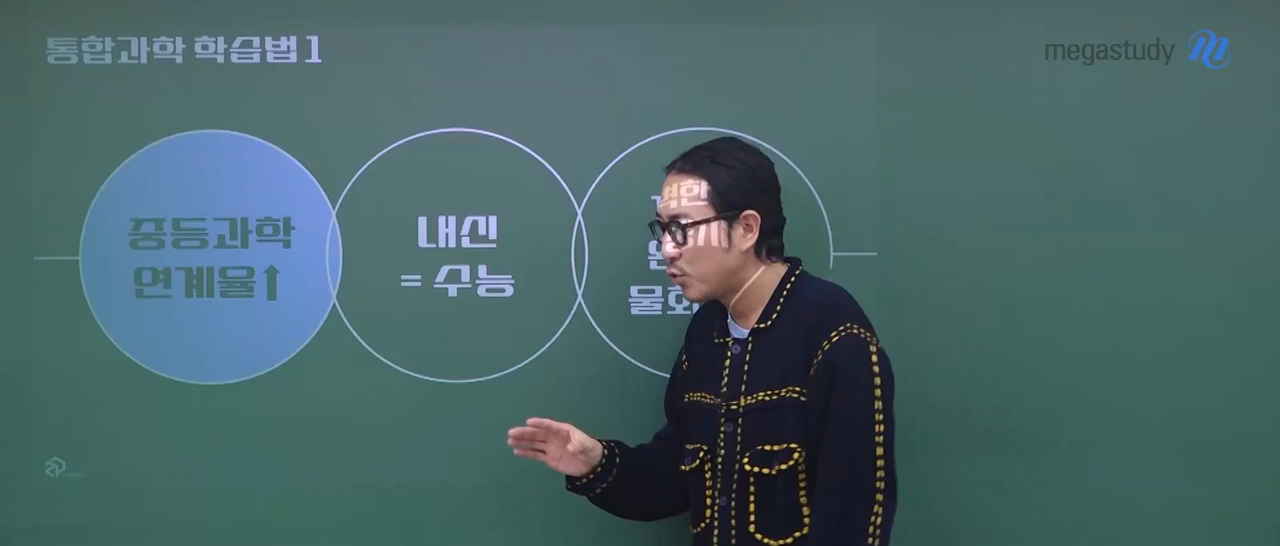 통합과학 학습법 1
megastudy
중등과학
연계율↑
내신
= 수능